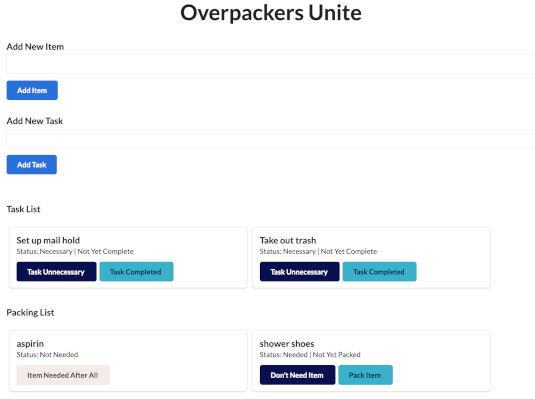 Overpackers Unite
Add New Item
Add Item
Add New Task
Add Task
Task List
Set up mail hold
Status: Necessary | Not Yet Complete
Task Unnecessary Task Completed
Take out trash
Status: Necessary | Not Yet Complete
Task Unnecessary Task Completed
Packing List
aspirin
Status: Not Needed
Item Needed After All
shower shoes
Status: Needed | Not Yet Packed
Don't Need Item Pack Item